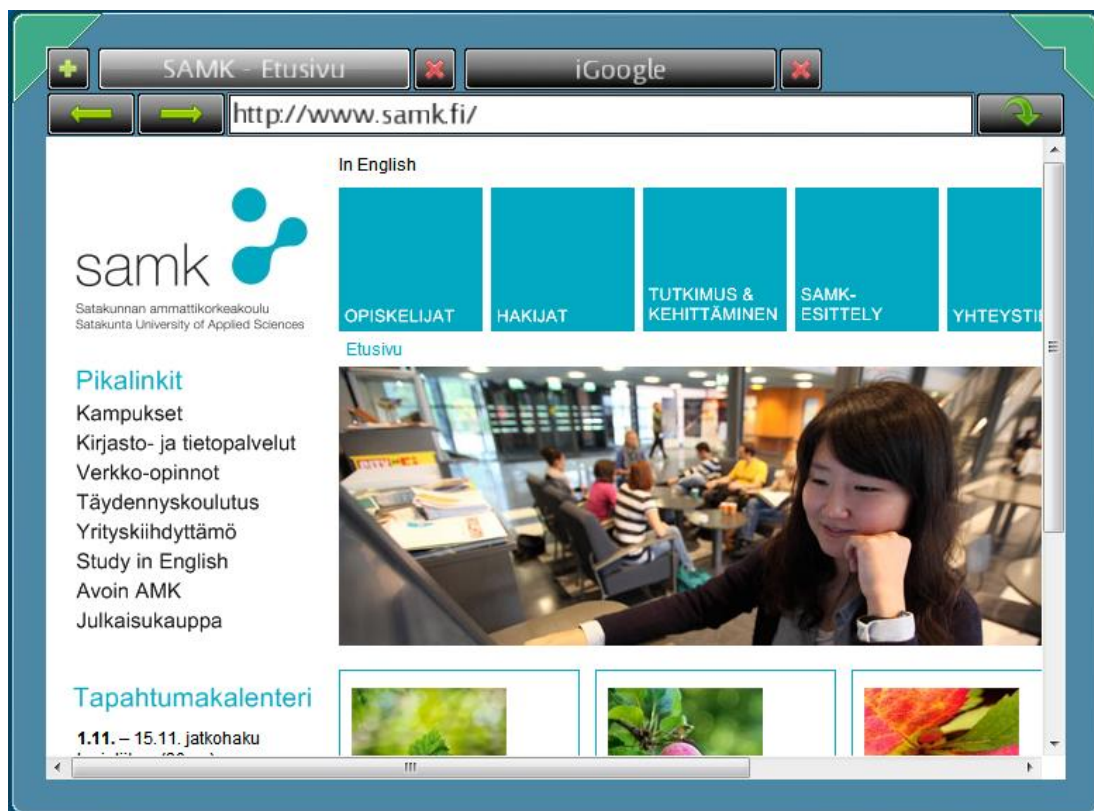 SAMK - Etusivu
iGoogle
http://www.samk.fi/
In English
samk
Satakunnan ammattikorkeakoulu
Satakunta University of Applied Sciences
OPISKELIJAT
HAKIJAT
TUTKIMUS &
KEHITTÄMINEN
SAMK-
ESITTELY
YHTEYSTI
Etusivu
Pikalinkit
Kampukset
Kirjasto- ja tietopalvelut
Verkko-opinnot
Täydennyskoulutus
Yrityskiihdyttämö
Study in English
Avoin AMK
Julkaisukauppa
Tapahtumakalenteri
1.11. – 15.11. jatkohaku